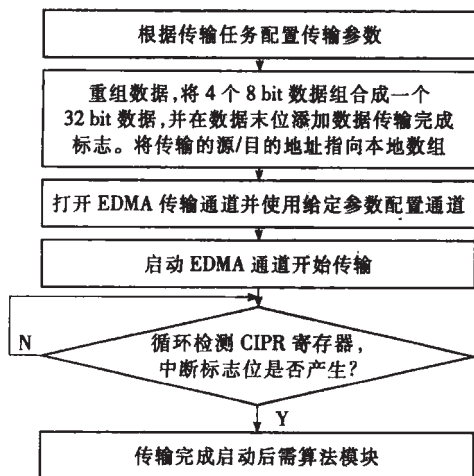 根据传输任务配置传输参数
重组数据,将 4 个 8 bit 数据组合成一个
32 bit 数据,并在数据末位添加数据传输完成
标志。将传输的源/目的地址指向本地数组
打开 EDMA 传输通道并使用给定参数配置通道
启动 EDMA 通道开始传输
N
循环检测 CIPR 寄存器,
中断标志位是否产生?
Y
传输完成启动后需算法模块